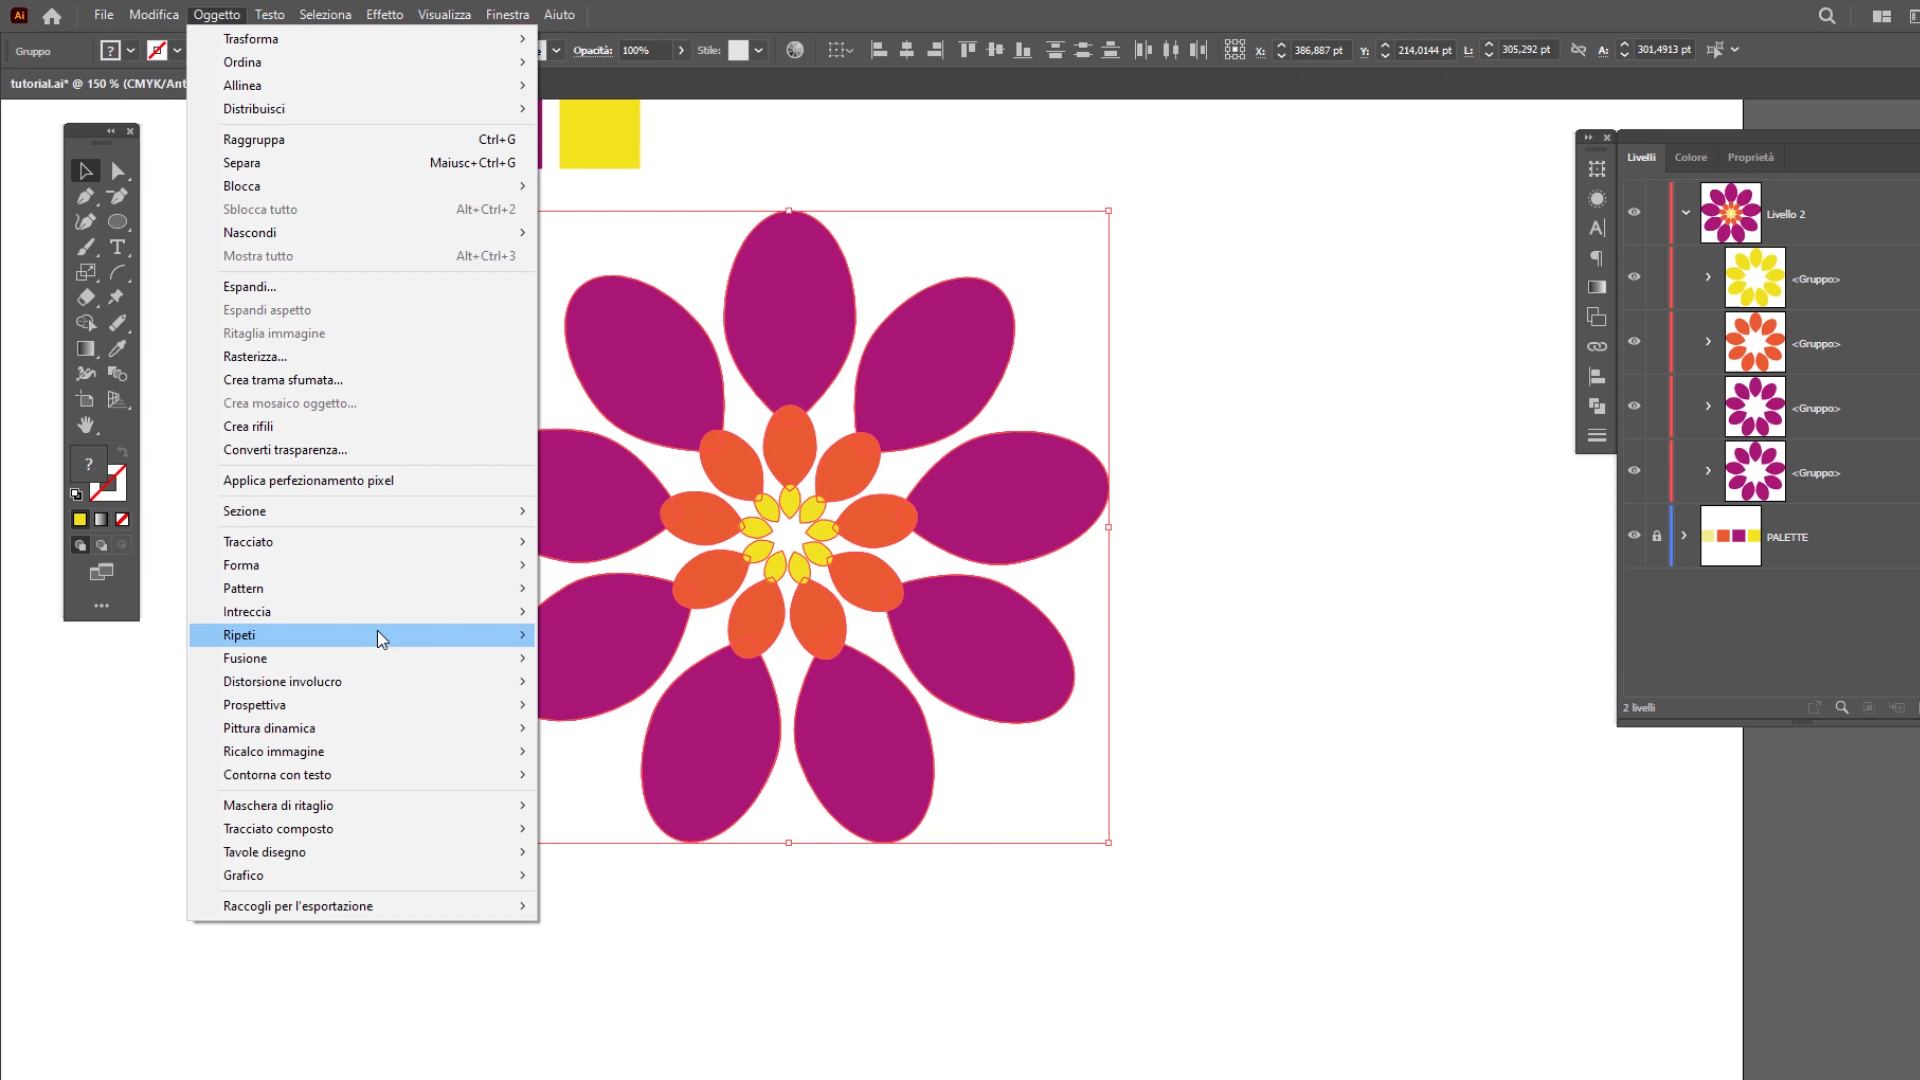 Ai File Modifica Oggetto Testo Seleziona Effetto Visualizza Finestra Aiuto
Gruppo ? Opacità: 100% Stile: X: 386,887 pt Y: 214,0144 pt L: 305,292 pt A: 301,4913 pt
tutorial.ai* @ 150 % (CMYK/Ant
Trasforma
Ordina
Allinea
Distribuisci
Raggruppa Ctrl+G
Separa Maiusc+Ctrl+G
Blocca
Sblocca tutto Alt+Ctrl+2
Nascondi
Mostra tutto Alt+Ctrl+3
Espandi...
Espandi aspetto
Ritaglia immagine
Rasterizza...
Crea trama sfumata...
Crea mosaico oggetto...
Crea rifili
Converti trasparenza...
Applica perfezionamento pixel
Sezione
Tracciato
Forma
Pattern
Intreccia
Ripeti
Fusione
Distorsione involucro
Prospettiva
Pittura dinamica
Ricalco immagine
Contorna con testo
Maschera di ritaglio
Tracciato composto
Tavole disegno
Grafico
Raccogli per l'esportazione
?
Livelli Colore Proprietà
Livello 2
<Gruppo>
<Gruppo>
<Gruppo>
<Gruppo>
PALETTE
2 livelli